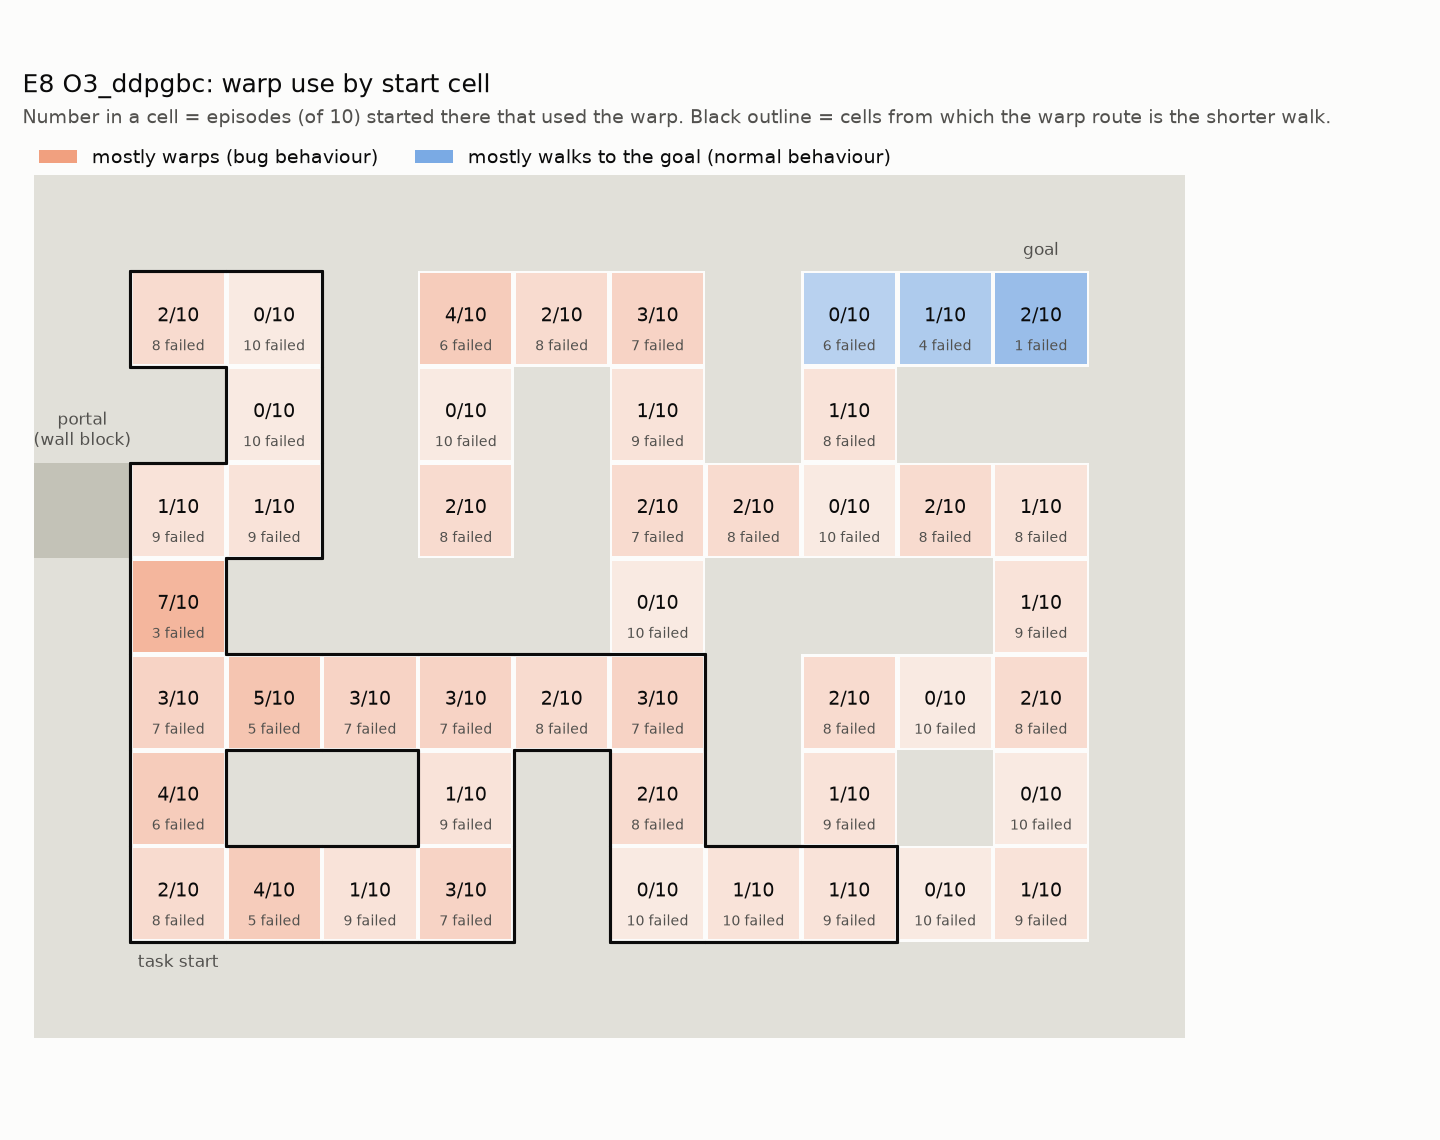 E8 O3_ddpgbc: warp use by start cell
Number in a cell = episodes (of 10) started there that used the warp. Black outline = cells from which the warp route is the shorter walk.
mostly warps (bug behaviour) mostly walks to the goal (normal behaviour)
goal
2/10 0/10 4/10 2/10 3/10 0/10 1/10 2/10
8 failed 10 failed 6 failed 8 failed 7 failed 6 failed 4 failed 1 failed
portal
(wall block)
0/10 0/10 1/10 1/10
10 failed 10 failed 9 failed 8 failed
1/10 1/10 2/10 2/10 2/10 0/10 2/10 1/10
9 failed 9 failed 8 failed 7 failed 8 failed 10 failed 8 failed 8 failed
7/10 0/10 1/10
3 failed 10 failed 9 failed
3/10 5/10 3/10 3/10 2/10 3/10 2/10 0/10 2/10
7 failed 5 failed 7 failed 7 failed 8 failed 7 failed 8 failed 10 failed 8 failed
4/10 1/10 2/10 1/10 0/10
6 failed 9 failed 8 failed 9 failed 10 failed
2/10 4/10 1/10 3/10 0/10 1/10 1/10 0/10 1/10
8 failed 5 failed 9 failed 7 failed 10 failed 10 failed 9 failed 10 failed 9 failed
task start